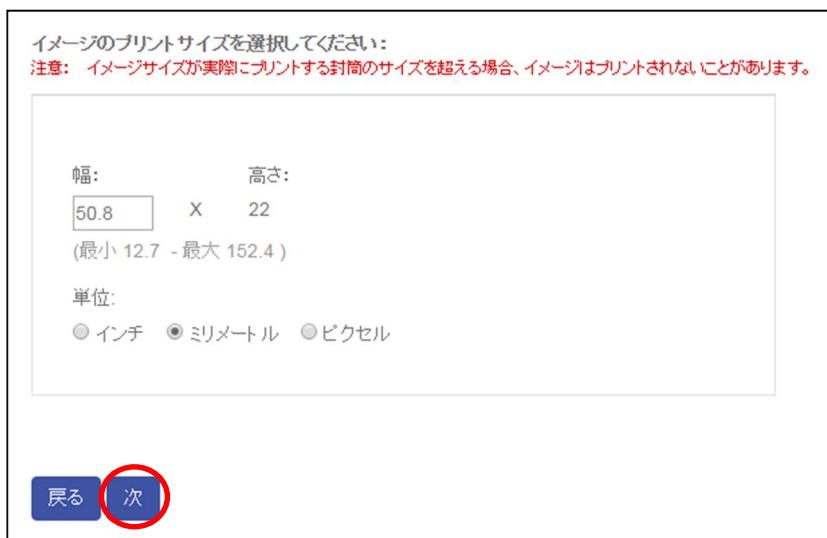 イメージのプリントサイズを選択してください：
注意：　イメージサイズが実際にプリントする封筒のサイズを超える場合、イメージはプリントされないことがあります。
幅:　高さ:
50.8 X 22
(最小 12.7 - 最大 152.4 )
単位:
インチ ミリメートル ピクセル
戻る 次